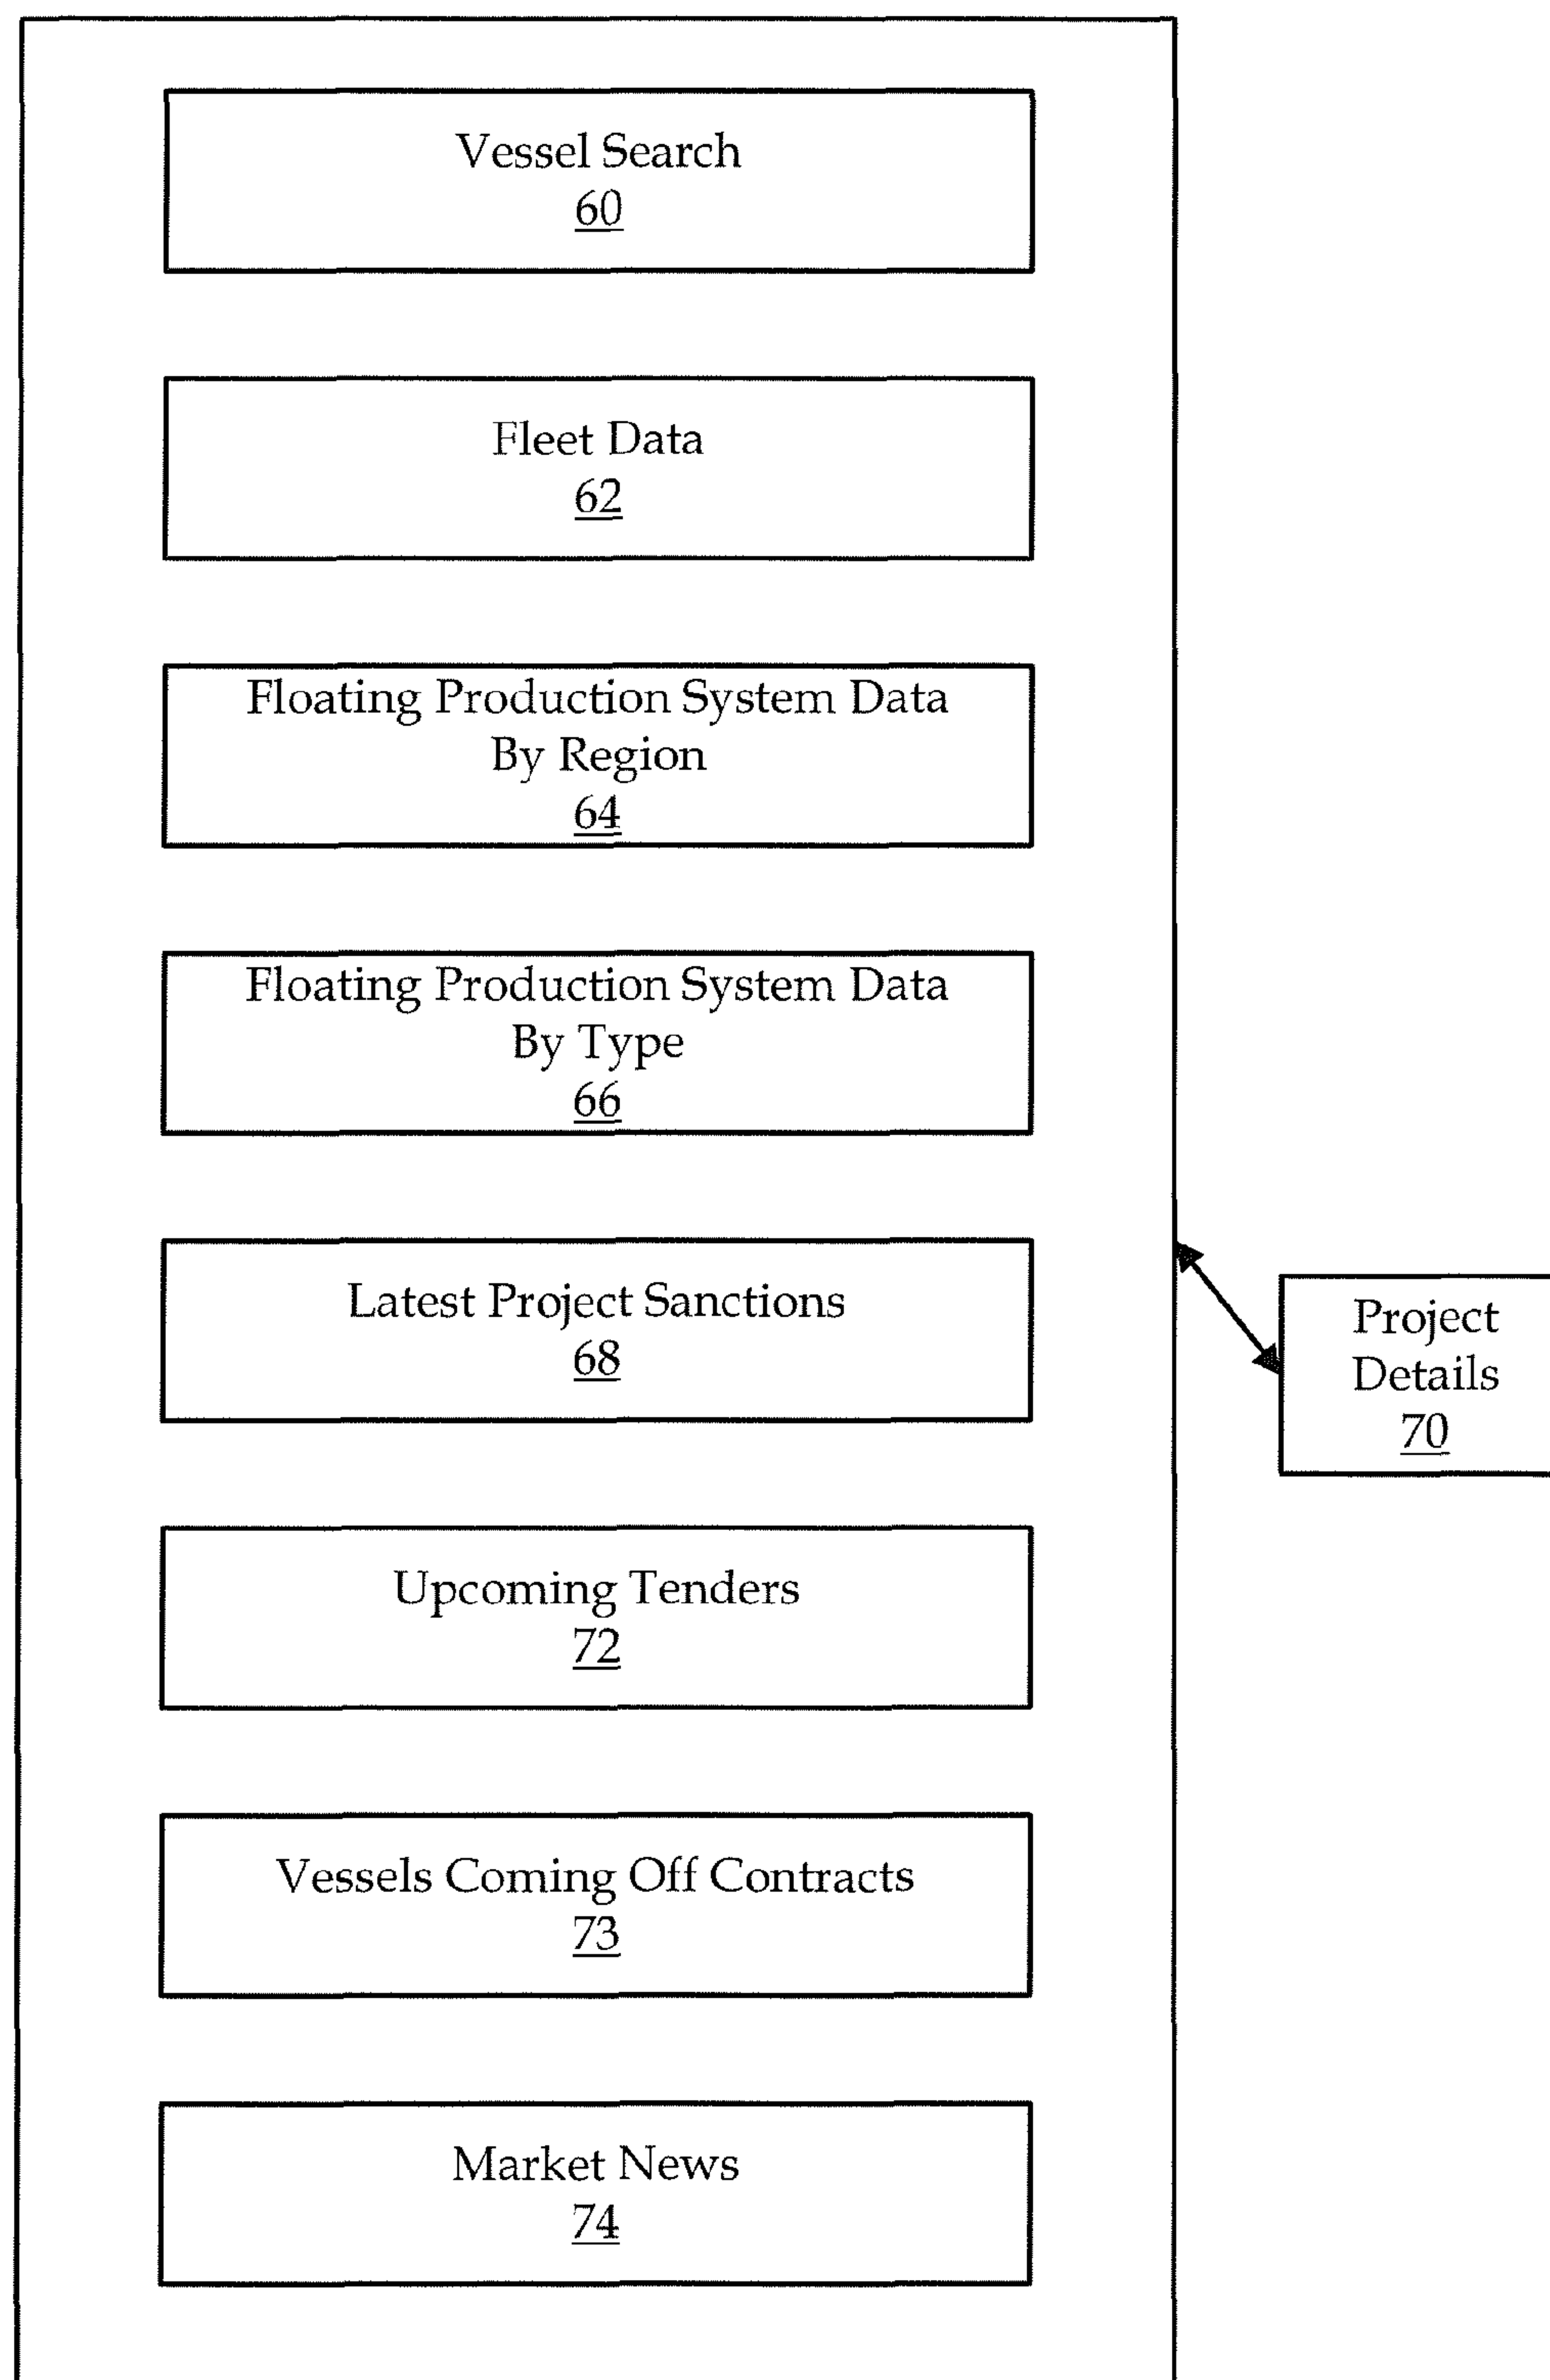 Vessel Search
60
Fleet Data
62
Floating Production System Data
By Region
64
Floating Production System Data
By Type
66
Latest Project Sanctions
68
Project
Details
70
Upcoming Tenders
72
Vessels Coming Off Contracts
73
Market News
74